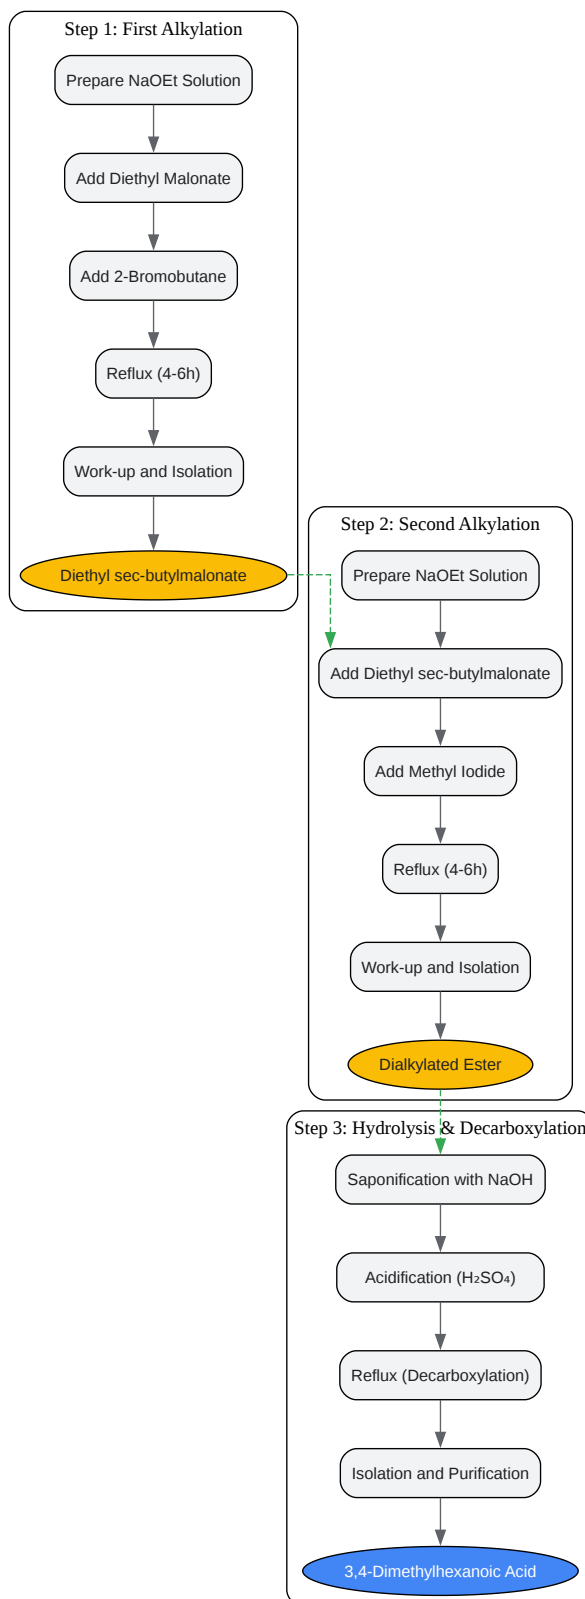 Step 1: First Alkylation
Prepare NaOEt Solution
Add Diethyl Malonate
Add 2-Bromobutane
Reflux (4-6h)
Work-up and Isolation
Diethyl sec-butylmalonate
Step 2: Second Alkylation
Prepare NaOEt Solution
Add Diethyl sec-butylmalonate
Add Methyl Iodide
Reflux (4-6h)
Work-up and Isolation
Dialkylated Ester
Step 3: Hydrolysis & Decarboxylation
Saponification with NaOH
Acidification (H₂SO₄)
Reflux (Decarboxylation)
Isolation and Purification
3,4-Dimethylhexanoic Acid